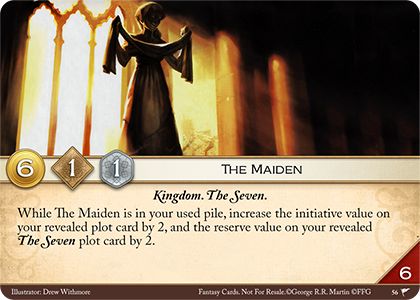 6 1 1 THE MAIDEN
Kingdom. The Seven.
While The Maiden is in your used pile, increase the initiative value on
your revealed plot card by 2, and the reserve value on your revealed
The Seven plot card by 2.
6
Illustrator: Drew Withmore Fantasy Cards. Not For Resale.©George R.R. Martin ©FFG 56